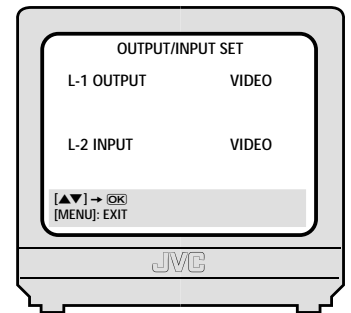 OUTPUT/INPUT SET
L-1 OUTPUT VIDEO
L-2 INPUT VIDEO
[▲▼] → OK
[MENU]: EXIT
JVC